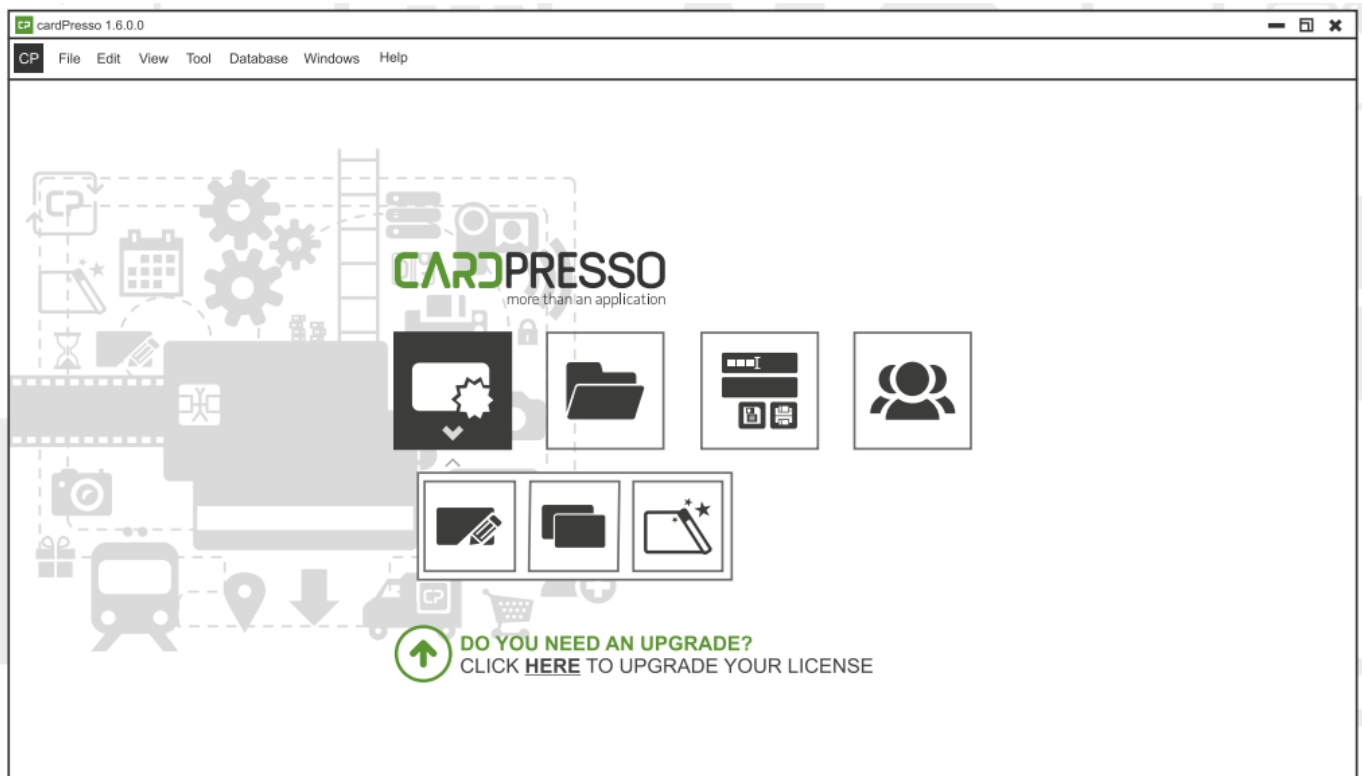 cardPresso 1.6.0.0
CP File Edit View Tool Database Windows Help
CARDPRESSO
more than an application
DO YOU NEED AN UPGRADE?
CLICK HERE TO UPGRADE YOUR LICENSE